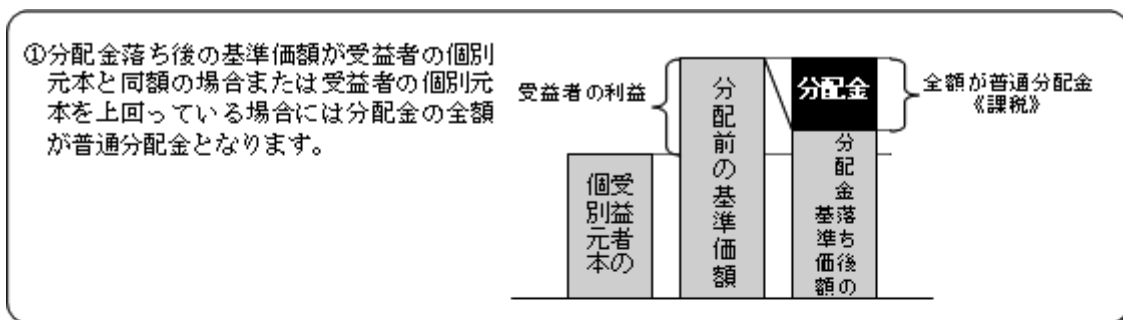 ①分配金落ち後の基準価額が受益者の個別
元本と同額の場合または受益者の個別元
本を上回っている場合には分配金の全額
が普通分配金となります。
受益者の利益
受益者の
個別元本
分配前の基準価額
分配金
分配金落ち後の
基準価額
全額が普通分配金
《課税》